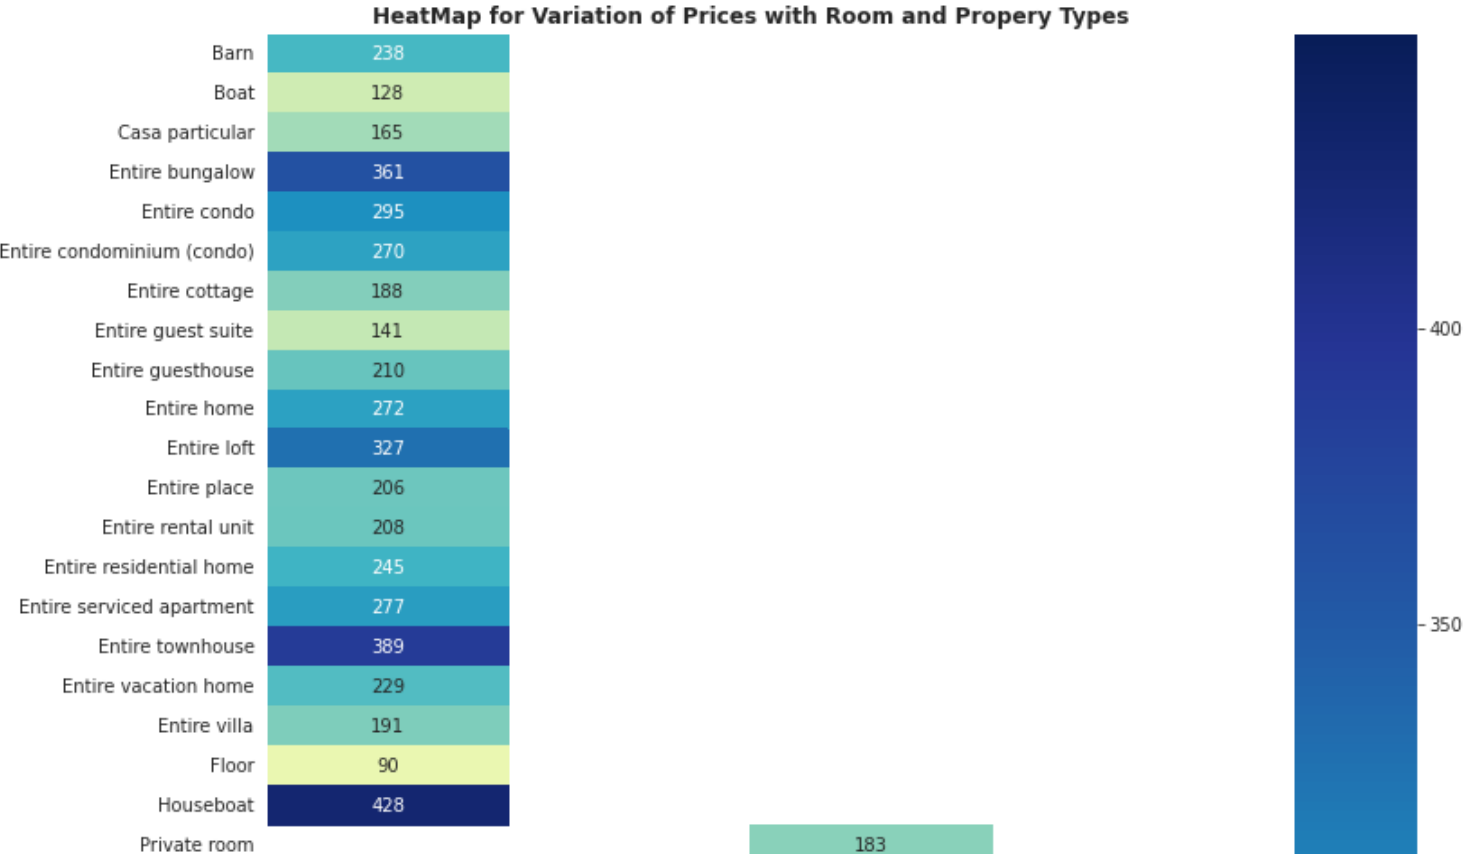 HeatMap for Variation of Prices with Room and Propery Types
Barn 238
Boat 128
Casa particular 165
Entire bungalow 361
Entire condo 295
Entire condominium (condo) 270
Entire cottage 188
Entire guest suite 141
400
Entire guesthouse 210
Entire home 272
Entire loft 327
Entire place 206
Entire rental unit 208
Entire residential home 245
Entire serviced apartment 277
350
Entire townhouse 389
Entire vacation home 229
Entire villa 191
Floor 90
Houseboat 428
Private room 183